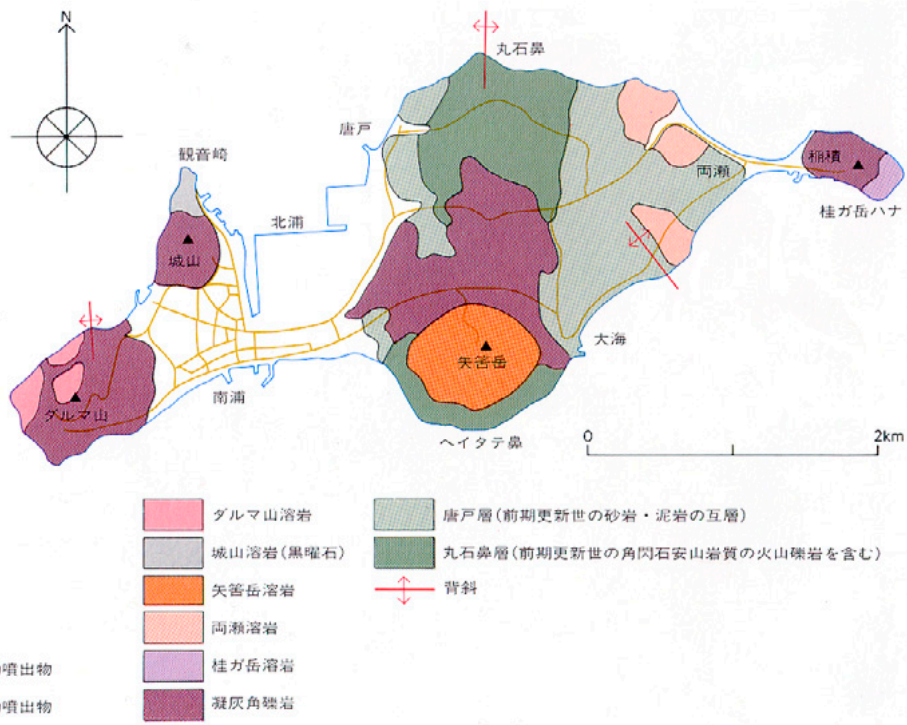 N
丸石鼻
唐戸
観音崎
稲積
両瀬
北浦
桂ガ岳ハナ
城山
大海
矢筈岳
南浦
ダルマ山
ヘイタテ鼻
0
2km
ダルマ山溶岩
唐戸層(前期更新世の砂岩・泥岩の互層)
城山溶岩(黒曜石)
丸石鼻層(前期更新世の角閃石安山岩質の火山礫岩を含む)
矢筈岳溶岩
背斜
両瀬溶岩
桂ガ岳溶岩
噴出物
凝灰角礫岩
噴出物